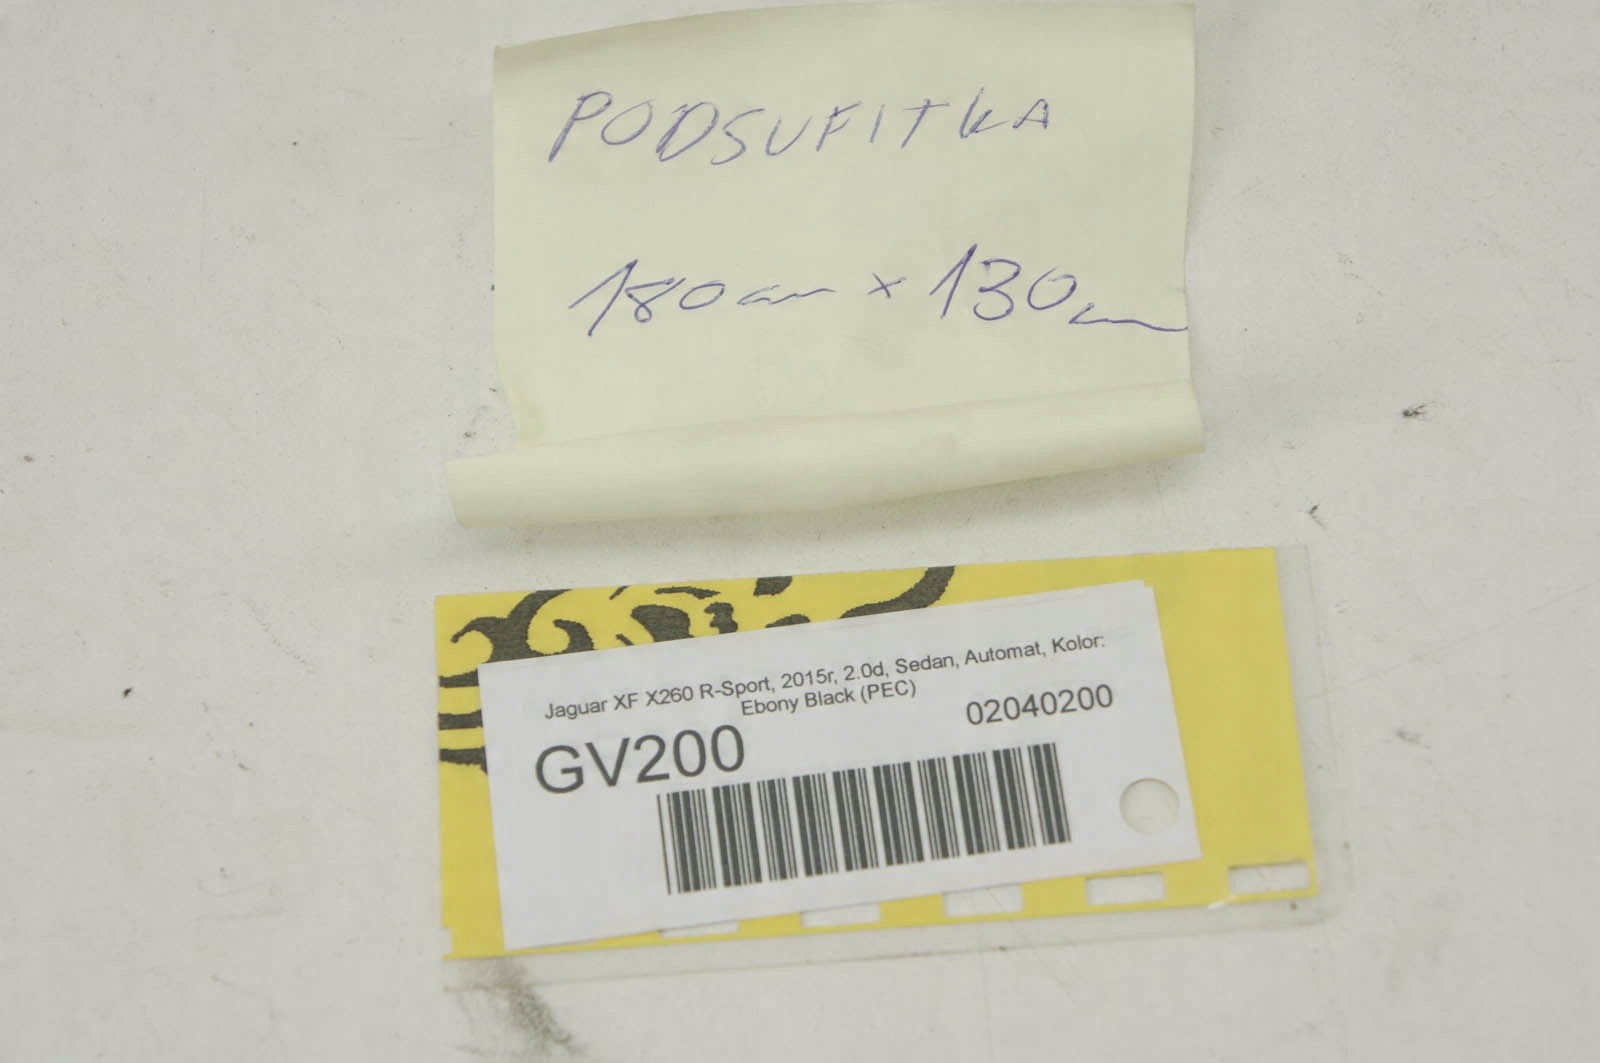 PODSUFITKA
180cm x 130cm
Jaguar XF X260 R-Sport, 2015r, 2.0d, Sedan, Automat, Kolor:
Ebony Black (PEC)
02040200
GV200